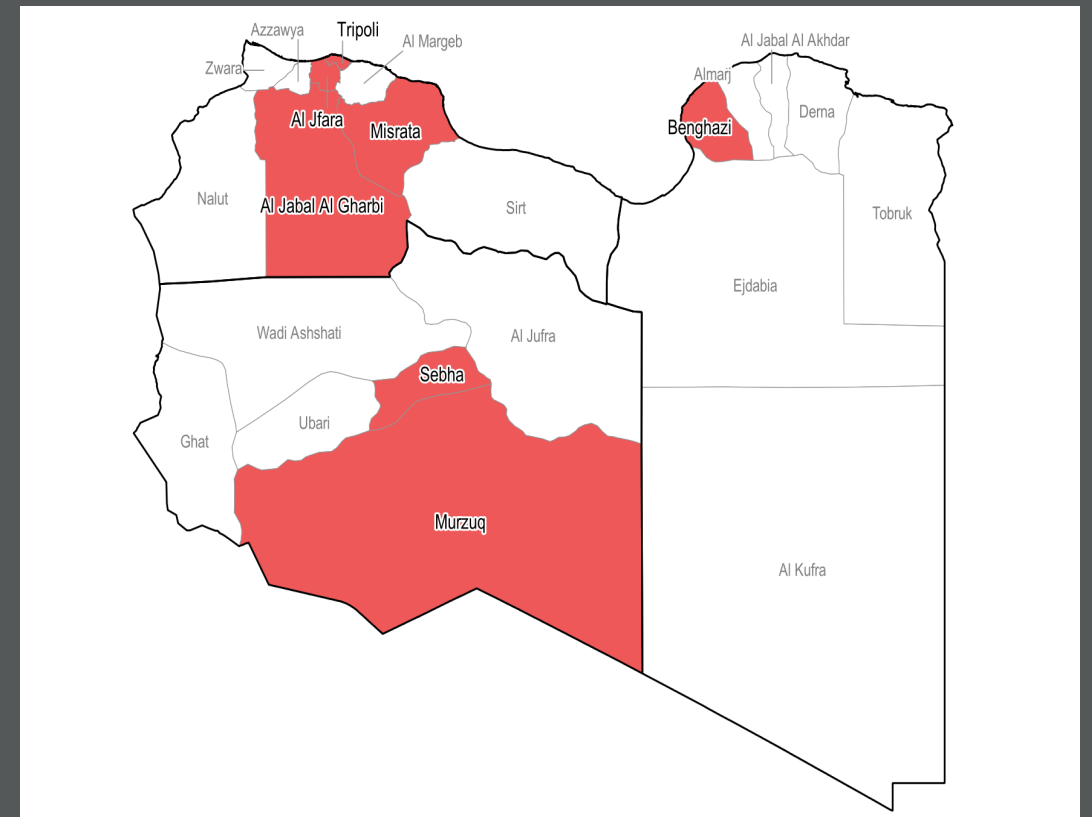 Azzawya
Tripoli
Al Margeb
Al Jabal Al Akhdar
Zwara
Almarj
Derna
Al Jfara
Misrata
Benghazi
Nalut
Al Jabal Al Gharbi
Sirt
Tobruk
Ejdabia
Wadi Ashshati
Al Jufra
Sebha
Ubari
Ghat
Murzuq
Al Kufra